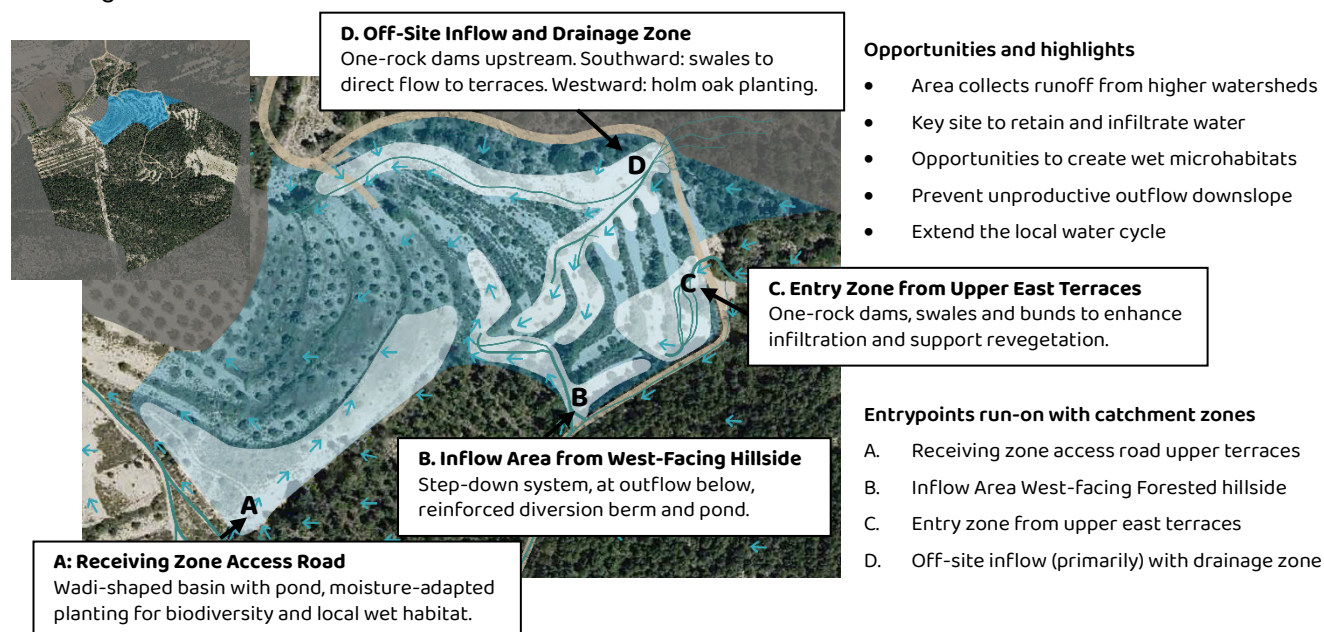 D. Off-Site Inflow and Drainage Zone
One-rock dams upstream. Southward: swales to
direct flow to terraces. Westward: holm oak planting.
Opportunities and highlights
• Area collects runoff from higher watersheds
• Key site to retain and infiltrate water
• Opportunities to create wet microhabitats
• Prevent unproductive outflow downslope
• Extend the local water cycle
D
C
C. Entry Zone from Upper East Terraces
One-rock dams, swales and bunds to enhance
infiltration and support revegetation.
B
B. Inflow Area from West-Facing Hillside
Step-down system, at outflow below,
reinforced diversion berm and pond.
A
A: Receiving Zone Access Road
Wadi-shaped basin with pond, moisture-adapted
planting for biodiversity and local wet habitat.
Entrypoints run-on with catchment zones
A. Receiving zone access road upper terraces
B. Inflow Area West-facing Forested hillside
C. Entry zone from upper east terraces
D. Off-site inflow (primarily) with drainage zone